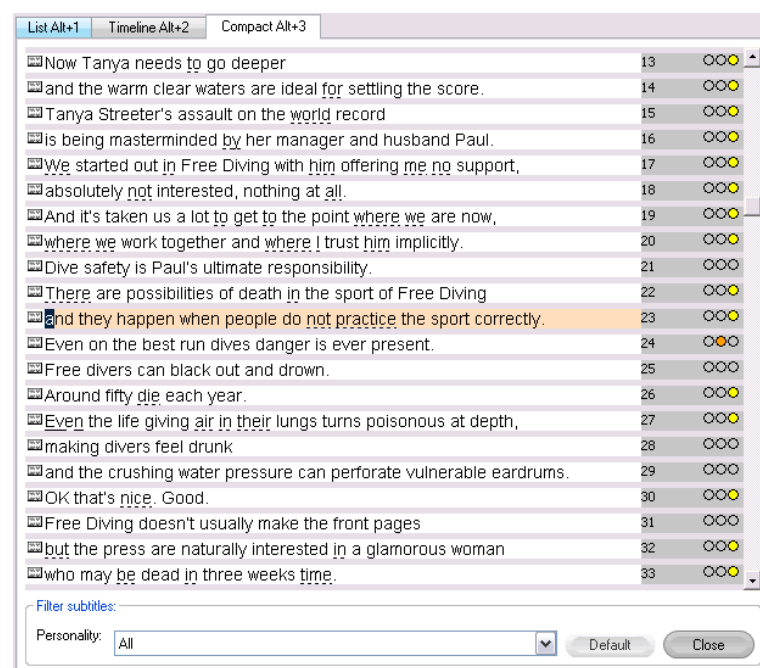 List Alt+1 Timeline Alt+2 Compact Alt+3
Now Tanya needs to go deeper 13
and the warm clear waters are ideal for settling the score. 14
Tanya Streeter's assault on the world record 15
is being masterminded by her manager and husband Paul. 16
We started out in Free Diving with him offering me no support, 17
absolutely not interested, nothing at all. 18
And it's taken us a lot to get to the point where we are now, 19
where we work together and where I trust him implicitly. 20
Dive safety is Paul's ultimate responsibility. 21
There are possibilities of death in the sport of Free Diving 22
and they happen when people do not practice the sport correctly. 23
Even on the best run dives danger is ever present. 24
Free divers can black out and drown. 25
Around fifty die each year. 26
Even the life giving air in their lungs turns poisonous at depth, 27
making divers feel drunk 28
and the crushing water pressure can perforate vulnerable eardrums. 29
OK that's nice. Good. 30
Free Diving doesn't usually make the front pages 31
but the press are naturally interested in a glamorous woman 32
who may be dead in three weeks time. 33
Filter subtitles:
Personality: All Default Close